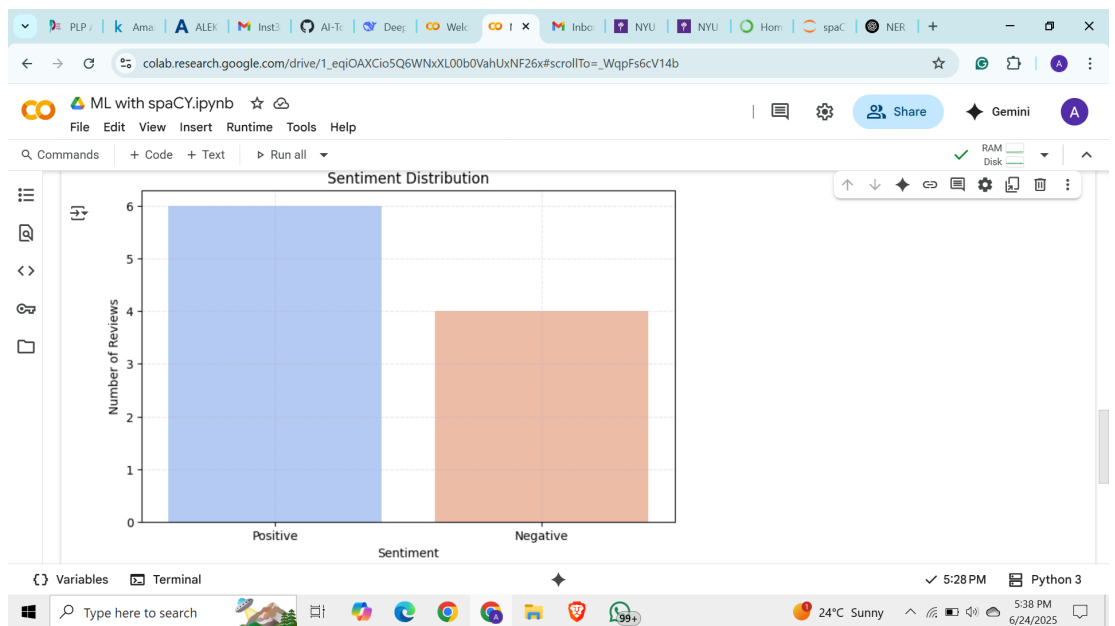 PLP A
Ama
ALEK
Inst3
AI-To
Deep
Welc
Inbo
NYU
NYU
Hom
spaC
NER
colab.research.google.com/drive/1_eqiOAXCio5Q6WNxXL00b0VahUxNF26x#scrollTo=_WqpFs6cV14b
A
ML with spaCY.ipynb
Share
Gemini
A
File Edit View Insert Runtime Tools Help
Commands + Code + Text Run all
RAM
Disk
Sentiment Distribution
6
5
4
3
2
1
0
Number of Reviews
Positive Negative
Sentiment
{} Variables Terminal
5:28 PM Python 3
Type here to search
99+
1
24°C Sunny
5:38 PM
6/24/2025